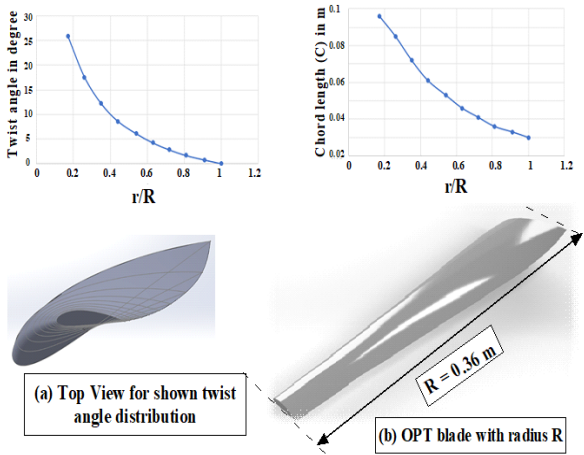 Twist angle in degree
30
25
20
15
10
5
0
0 0.2 0.4 0.6 0.8 1 1.2
r/R
Chord length (C) in m
0.1
0.08
0.06
0.04
0.02
0 0.2 0.4 0.6 0.8 1 1.2
r/R
R = 0.36 m
(a) Top View for shown twist
angle distribution
(b) OPT blade with radius R